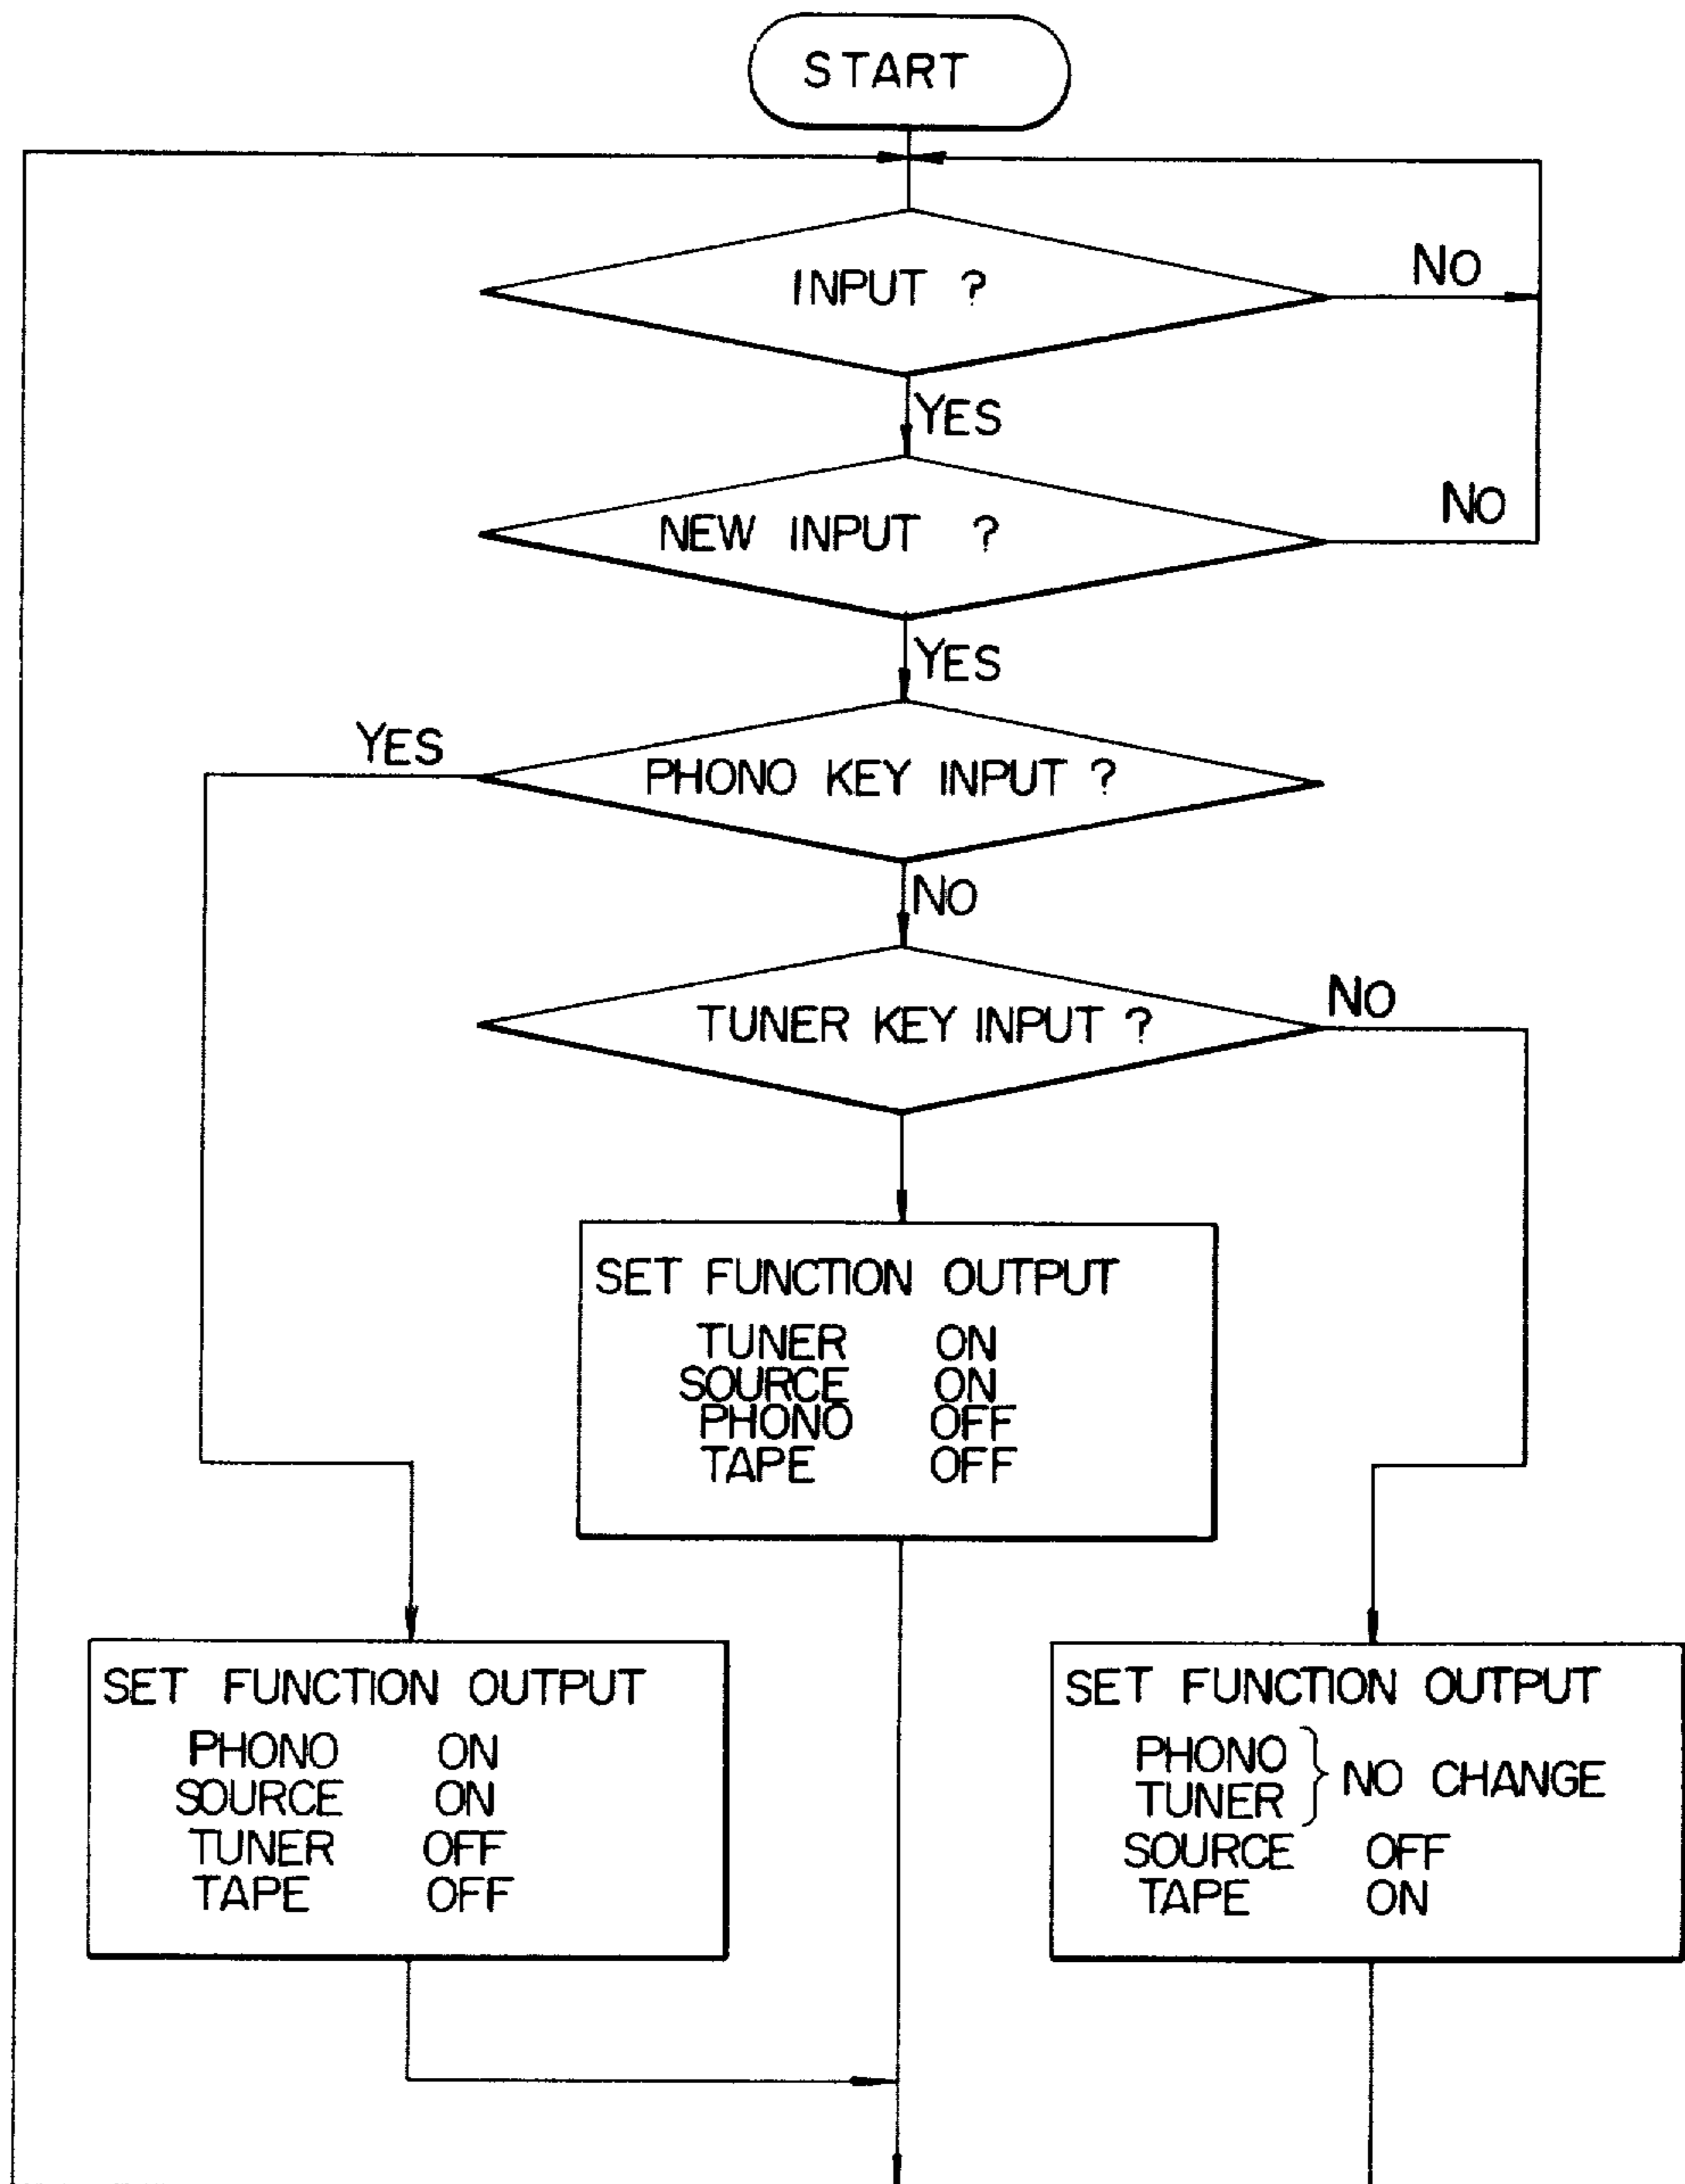 START
INPUT ?
NO
YES
NEW INPUT ?
NO
YES
YES
PHONO KEY INPUT ?
NO
TUNER KEY INPUT ?
NO
SET FUNCTION OUTPUT
TUNER ON
SOURCE ON
PHONO OFF
TAPE OFF
SET FUNCTION OUTPUT
PHONO ON
SOURCE ON
TUNER OFF
TAPE OFF
SET FUNCTION OUTPUT
PHONO
TUNER
} NO CHANGE
SOURCE OFF
TAPE ON